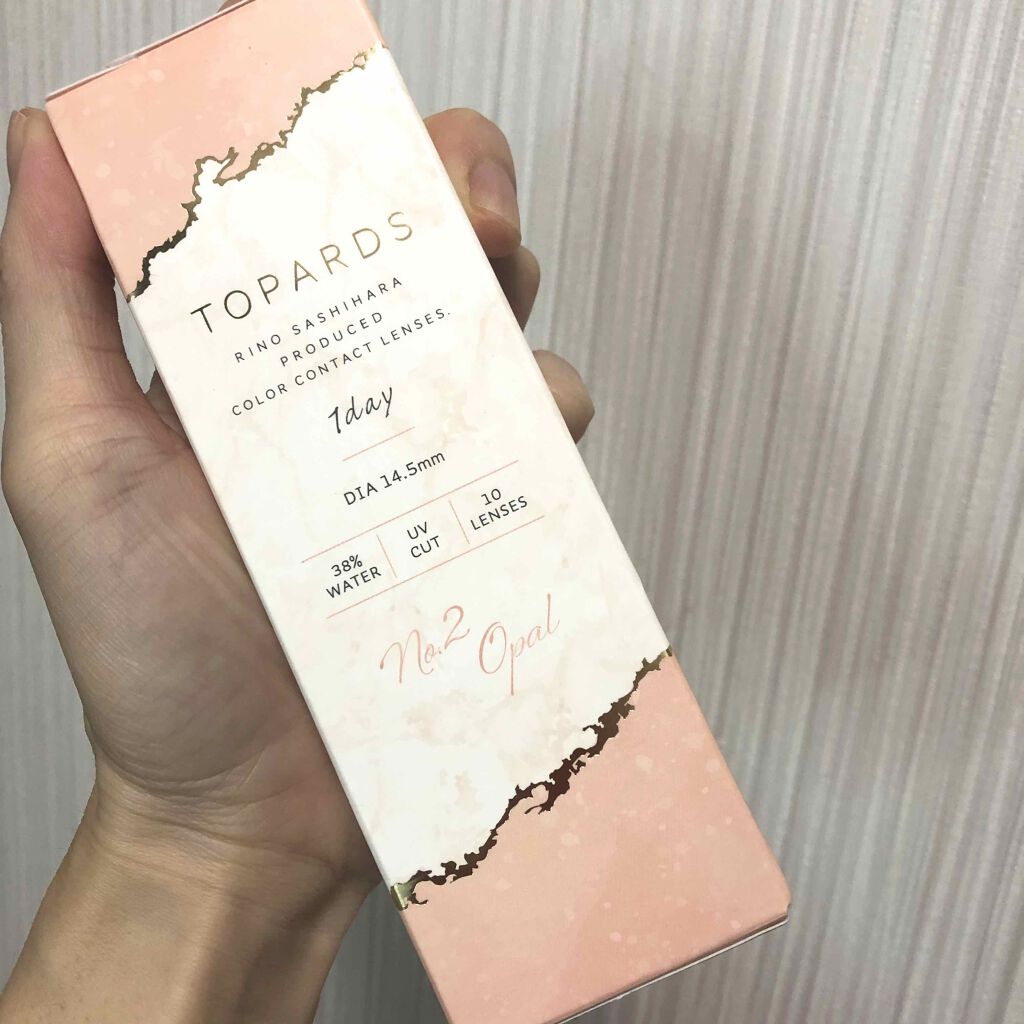 TOPARDS
RINO SASHIHARA
PRODUCED
COLOR CONTACT LENSES.
1day
DIA 14.5mm
38%
WATER
UV
CUT
10
LENSES
No.2 Opal